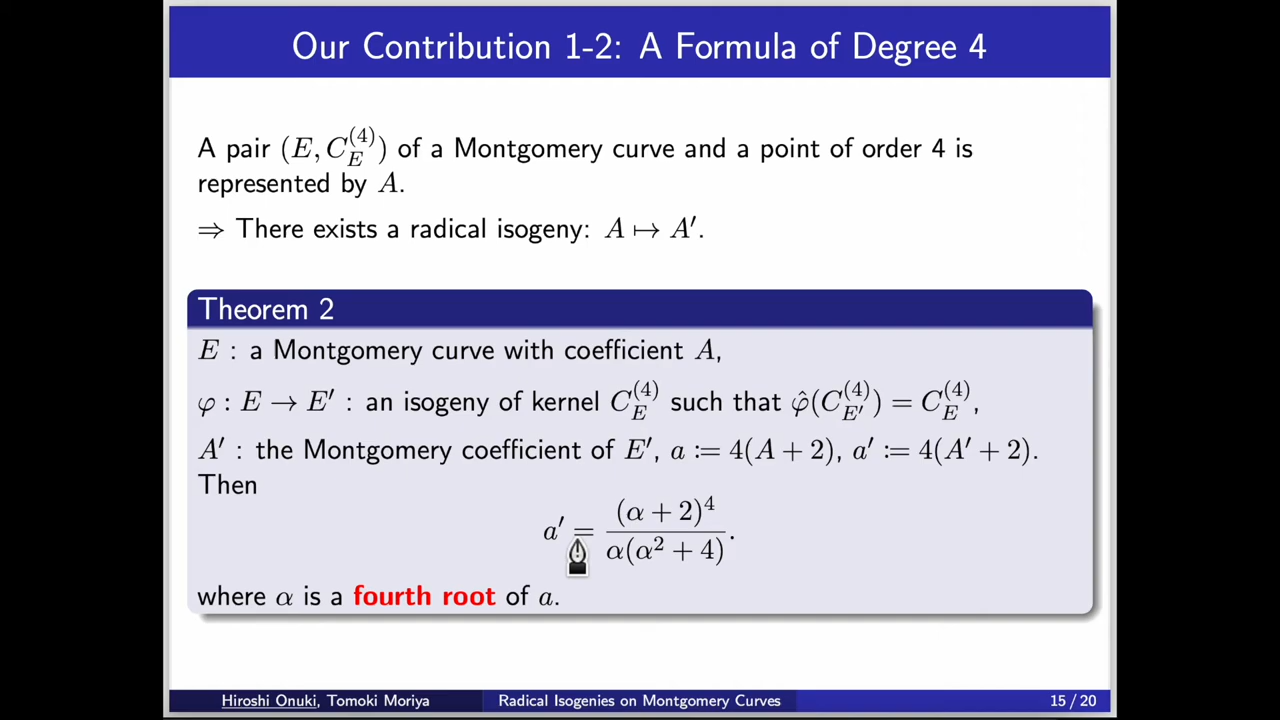 Our Contribution 1-2: A Formula of Degree 4
A pair (E, C_E^{(4)}) of a Montgomery curve and a point of order 4 is
represented by A.
⇒ There exists a radical isogeny: A ↦ A′.
Theorem 2
E : a Montgomery curve with coefficient A,
φ : E → E′ : an isogeny of kernel C_E^{(4)} such that φ̂(C_{E′}^{(4)}) = C_E^{(4)},
A′ : the Montgomery coefficient of E′, a := 4(A + 2), a′ := 4(A′ + 2).
Then
a′ = (α + 2)^4 / α(α^2 + 4).
where α is a fourth root of a.
Hiroshi Onuki, Tomoki Moriya Radical Isogenies on Montgomery Curves 15 / 20